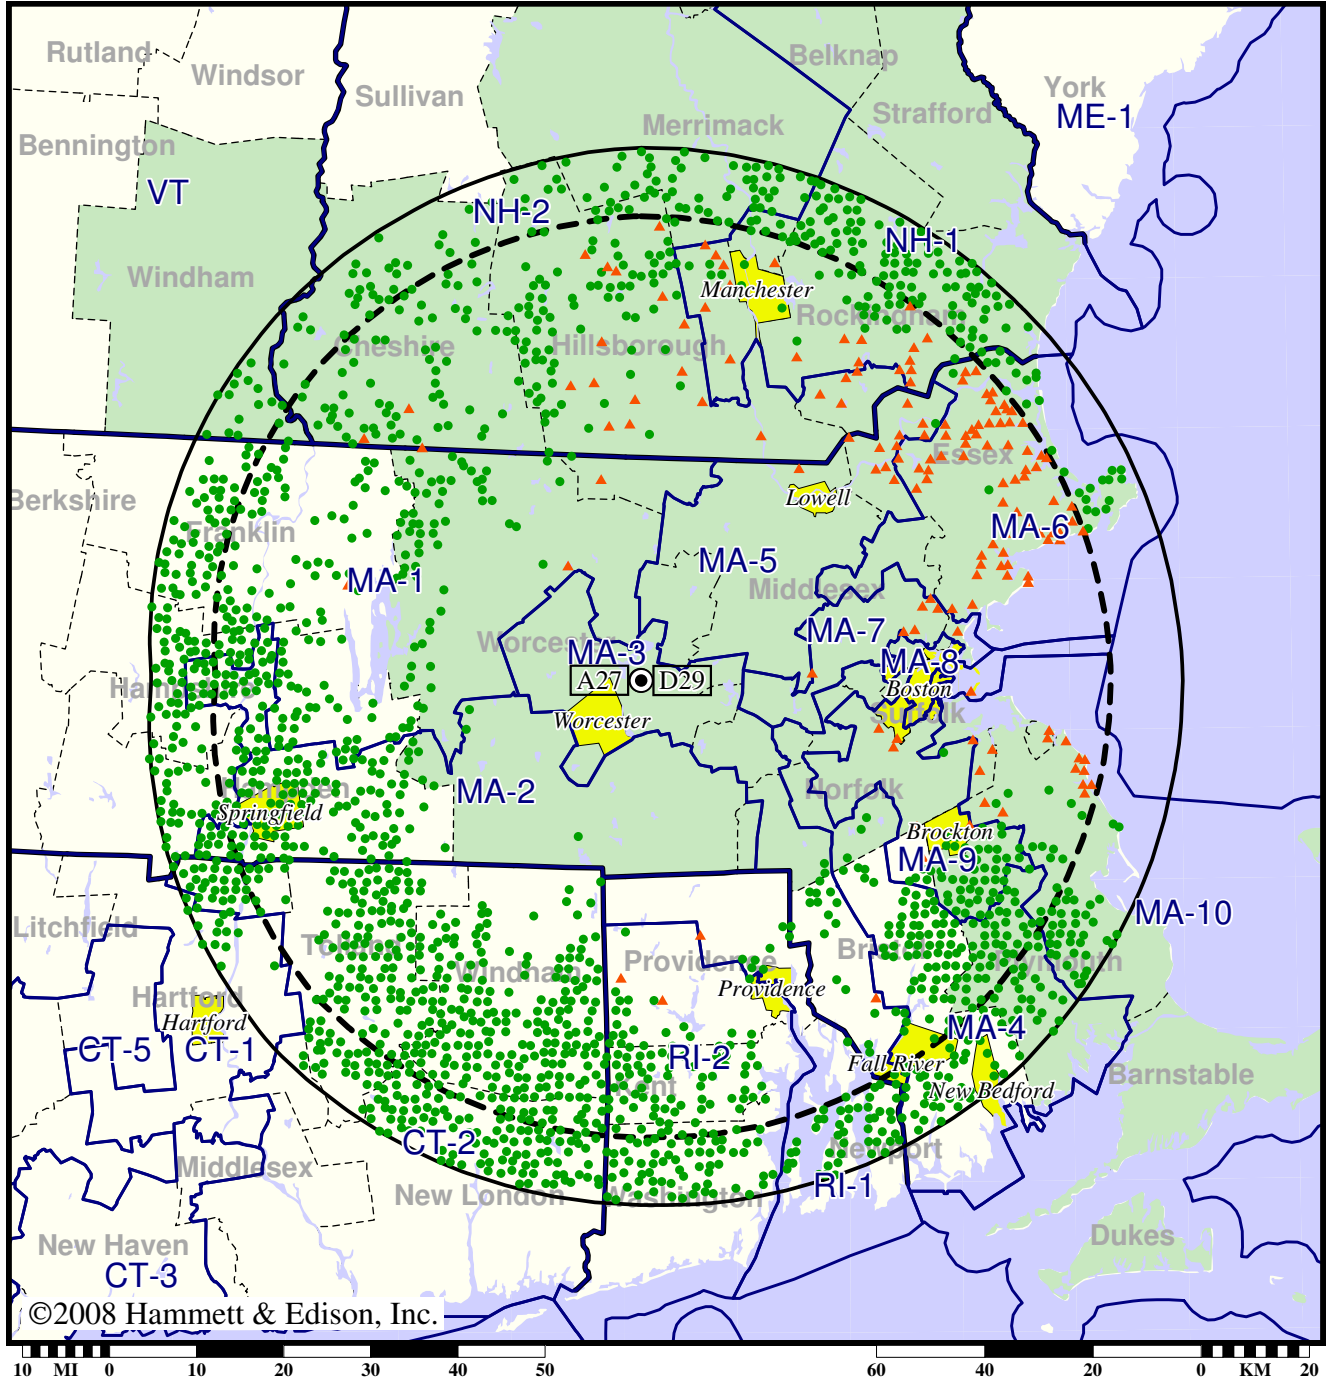 Rutland
Windsor
Sullivan
Belknap
York
ME-1
Strafford
Merrimack
Bennington
VT
NH-2
NH-1
Windham
Manchester
Rockingham
Cheshire
Hillsborough
Essex
Berkshire
Lowell
Franklin
MA-6
MA-5
MA-1
Middlesex
MA-7
Worcester
MA-3
MA-8
A27
D29
Hampshire
Boston
Suffolk
Worcester
MA-2
Norfolk
Hampden
Springfield
Brockton
MA-9
MA-10
Litchfield
Tolland
Windham
Providence
Bristol
Plymouth
Hartford
Providence
Hartford
MA-4
CT-5
CT-1
RI-2
Fall River
Kent
New Bedford
Barnstable
CT-2
Newport
Middlesex
RI-1
New London
Washington
Dukes
New Haven
CT-3
©2008 Hammett & Edison, Inc.
10 MI 0 10 20 30 40 50 60 40 20 0 KM 20